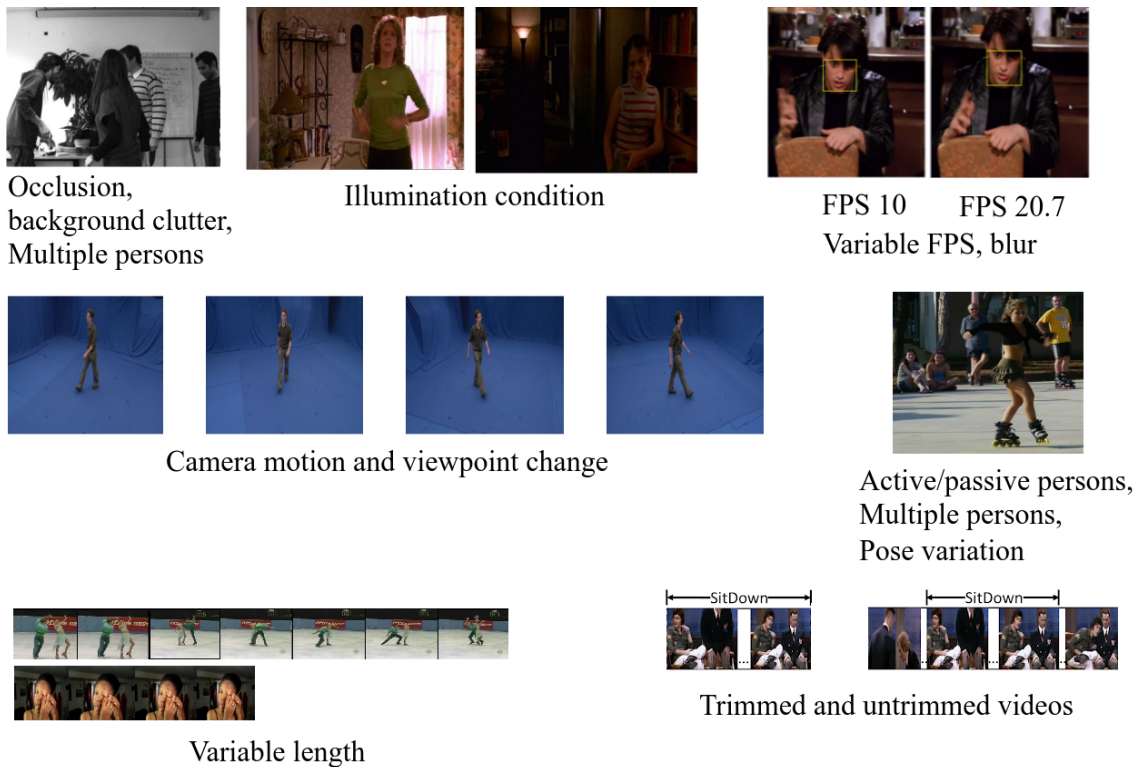 Occlusion,
background clutter,
Multiple persons
Illumination condition
FPS 10
FPS 20.7
Variable FPS, blur
Camera motion and viewpoint change
Active/passive persons,
Multiple persons,
Pose variation
Variable length
SitDown
SitDown
Trimmed and untrimmed videos